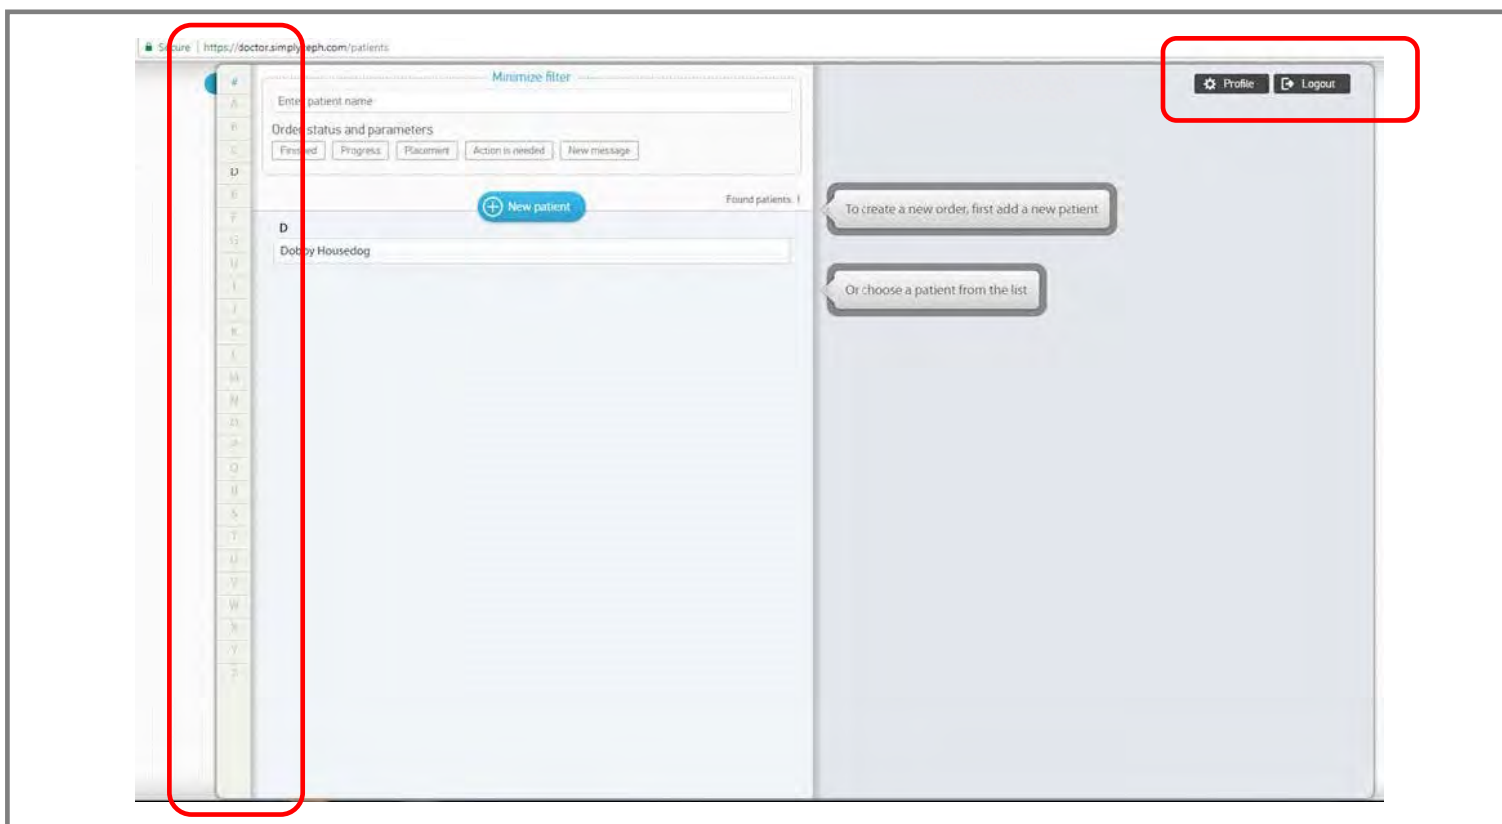 Secure | https://doctor.simplyceph.com/patients
Minimize filter
Profile
Logout
Enter patient name
Order status and parameters
Finished
Progress
Placement
Action is needed
New message
New patient
Found patients: 1
To create a new order, first add a new patient
D
Dobby Housedog
Or choose a patient from the list
#
A
B
C
D
E
F
G
H
I
J
K
L
M
N
O
P
Q
R
S
T
U
V
W
X
Y
Z